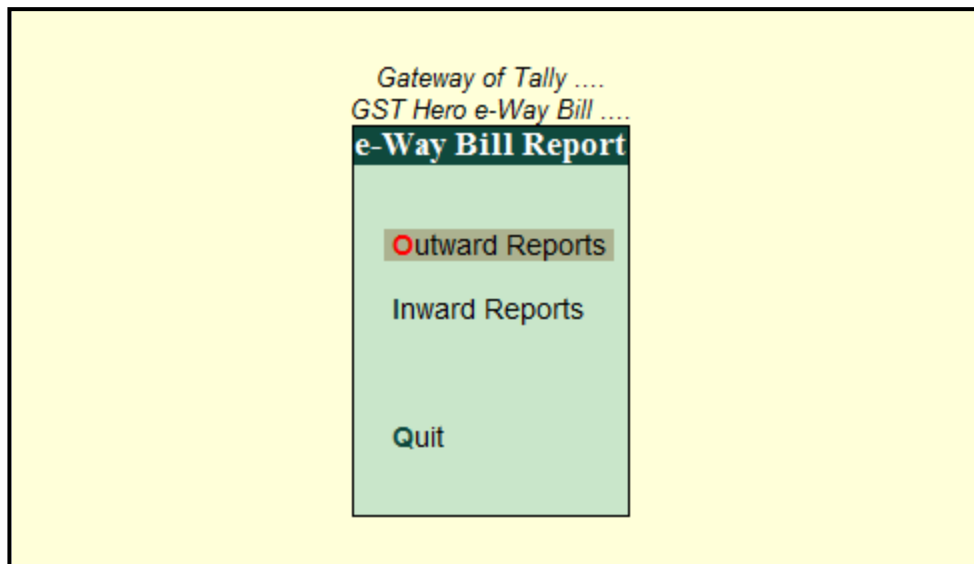 Gateway of Tally ....
GST Hero e-Way Bill ....
e-Way Bill Report
Outward Reports
Inward Reports
Quit